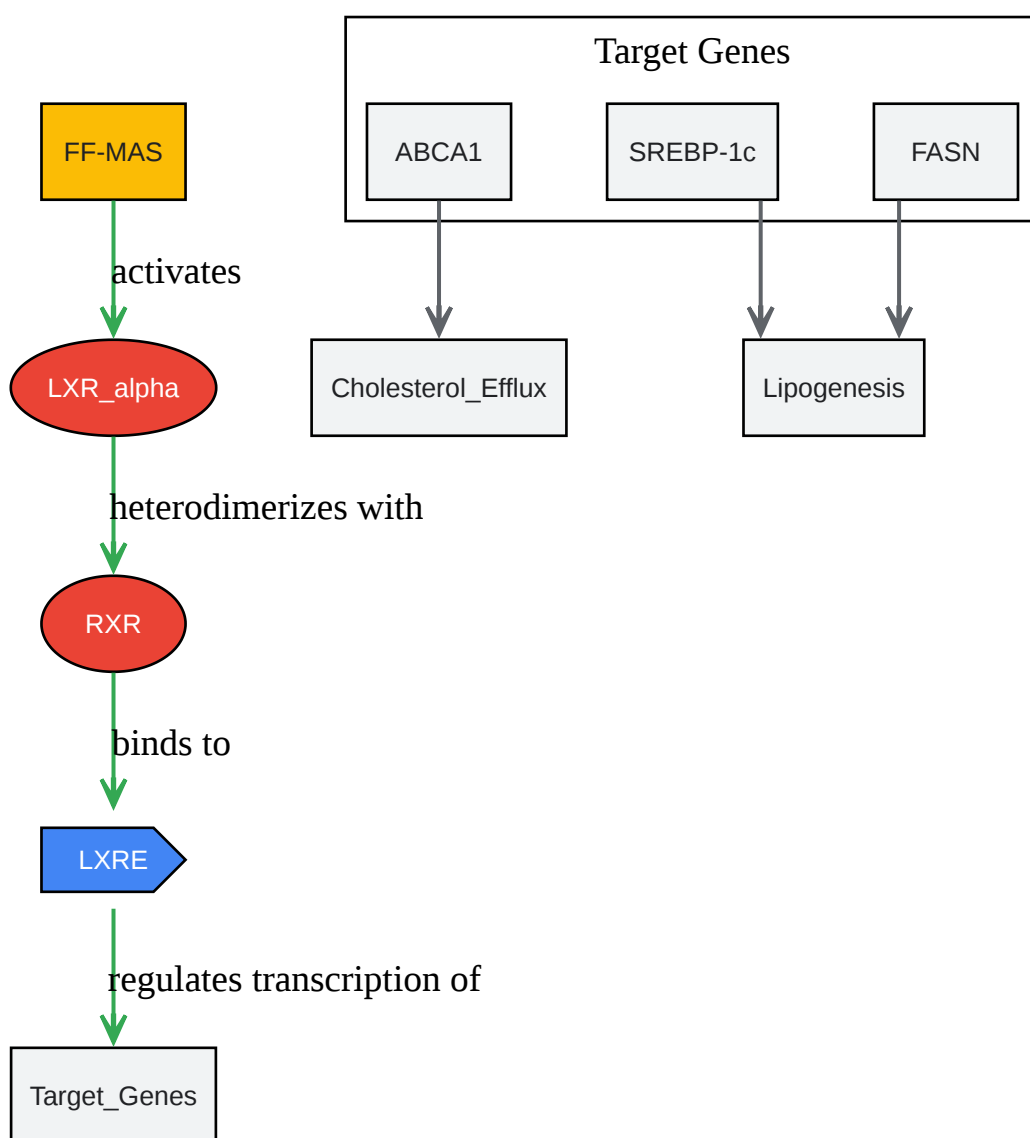 Target Genes
FF-MAS
ABCA1
SREBP-1c
FASN
activates
LXR_alpha
Cholesterol_Efflux
Lipogenesis
heterodimerizes with
RXR
binds to
LXRE
regulates transcription of
Target_Genes